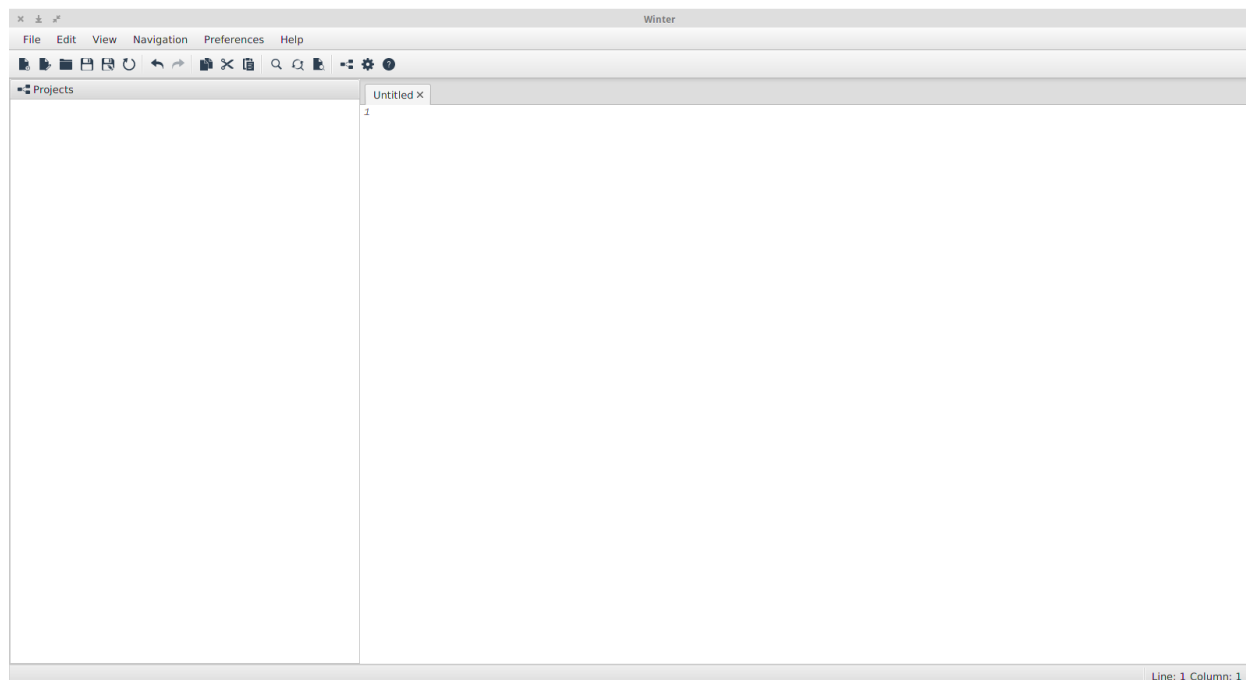 Winter
File Edit View Navigation Preferences Help
Projects
Untitled
1
Line: 1 Column: 1